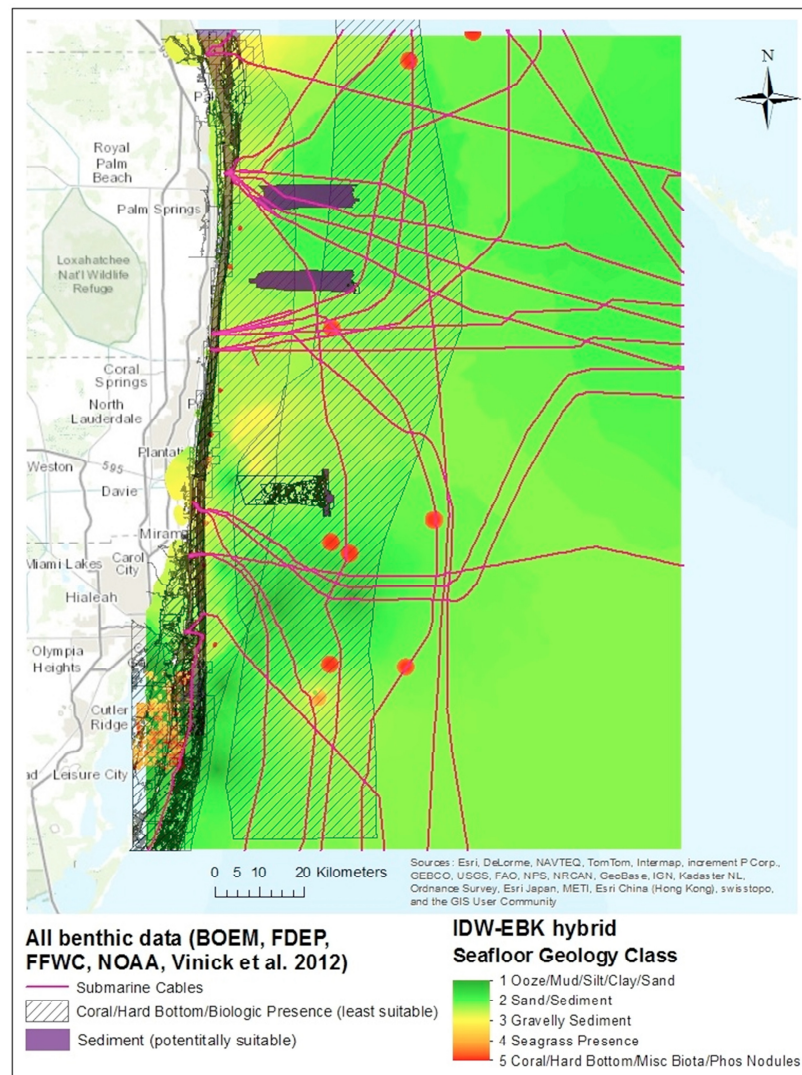 N
Royal
Palm
Beach
Palm Springs
Loxahatchee
Nat'l Wildlife
Refuge
Coral
Springs
North
Lauderdale
Plantati
Weston
595
Davie
Miram
Miami Lakes
Carol
City
Hialeah
Olympia
Heights
Cutler
Ridge
Leisure City
0 5 10 20 Kilometers
Sources: Esri, DeLorme, NAVTEQ, TomTom, Intermap, increment P Corp.,
GEBCO, USGS, FAO, NPS, NRCAN, GeoBase, IGN, Kadaster NL,
Ordnance Survey, Esri Japan, METI, Esri China (Hong Kong), swisstopo,
and the GIS User Community
All benthic data (BOEM, FDEP,
FFWC, NOAA, Vinick et al. 2012)
Submarine Cables
Coral/Hard Bottom/Biologic Presence (least suitable)
Sediment (potentitally suitable)
IDW-EBK hybrid
Seafloor Geology Class
1 Ooze/Mud/Silt/Clay/Sand
2 Sand/Sediment
3 Gravelly Sediment
4 Seagrass Presence
5 Coral/Hard Bottom/Misc Biota/Phos Nodules